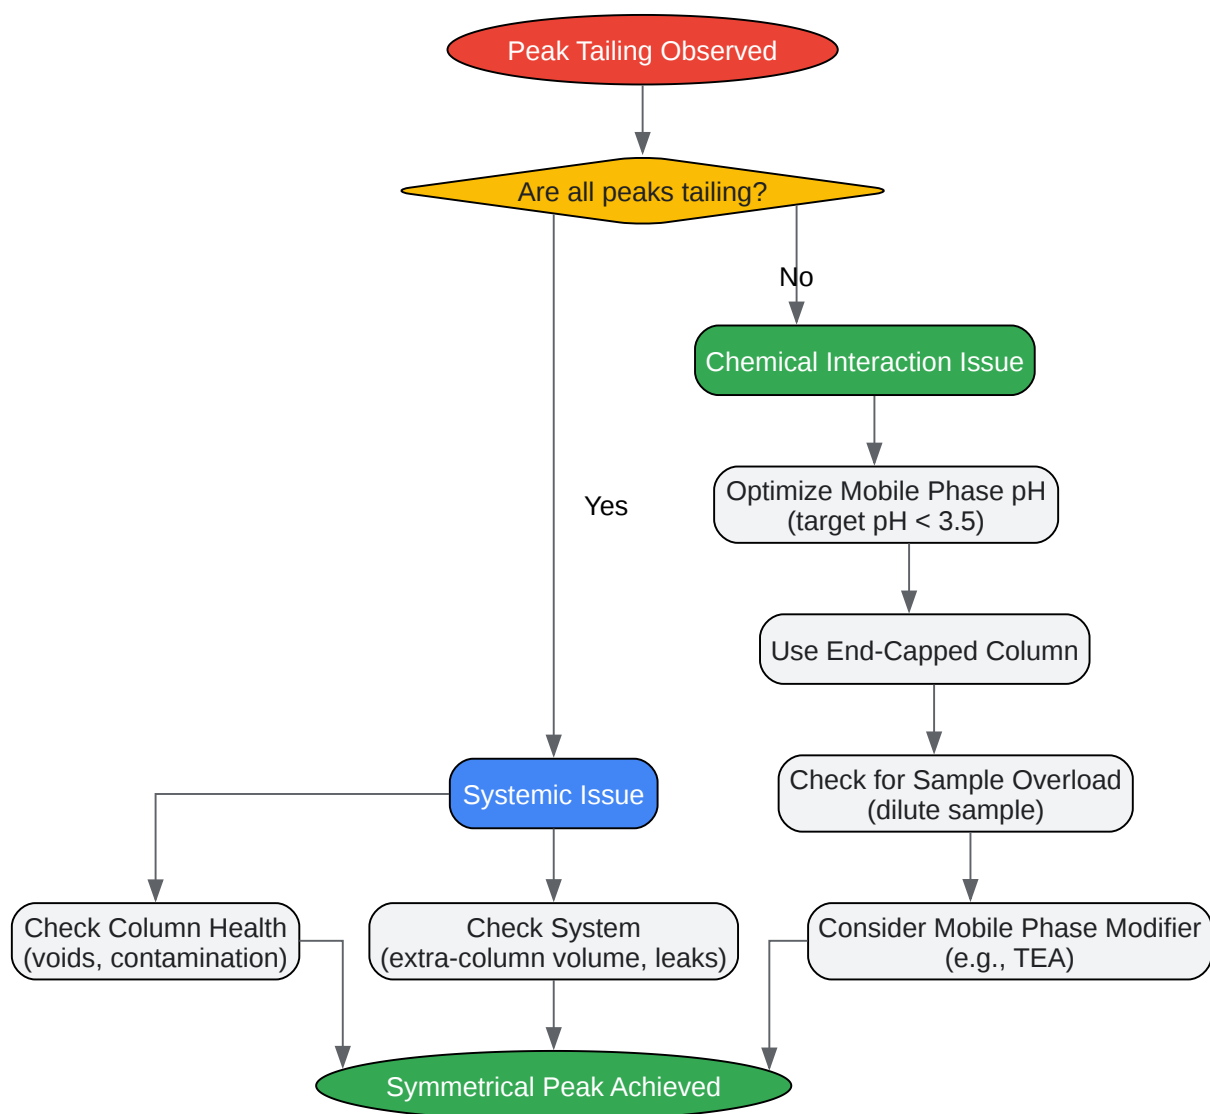 Peak Tailing Observed
Are all peaks tailing?
No
Chemical Interaction Issue
Optimize Mobile Phase pH
(target pH < 3.5)
Yes
Use End-Capped Column
Systemic Issue
Check for Sample Overload
(dilute sample)
Check Column Health
(voids, contamination)
Check System
(extra-column volume, leaks)
Consider Mobile Phase Modifier
(e.g., TEA)
Symmetrical Peak Achieved